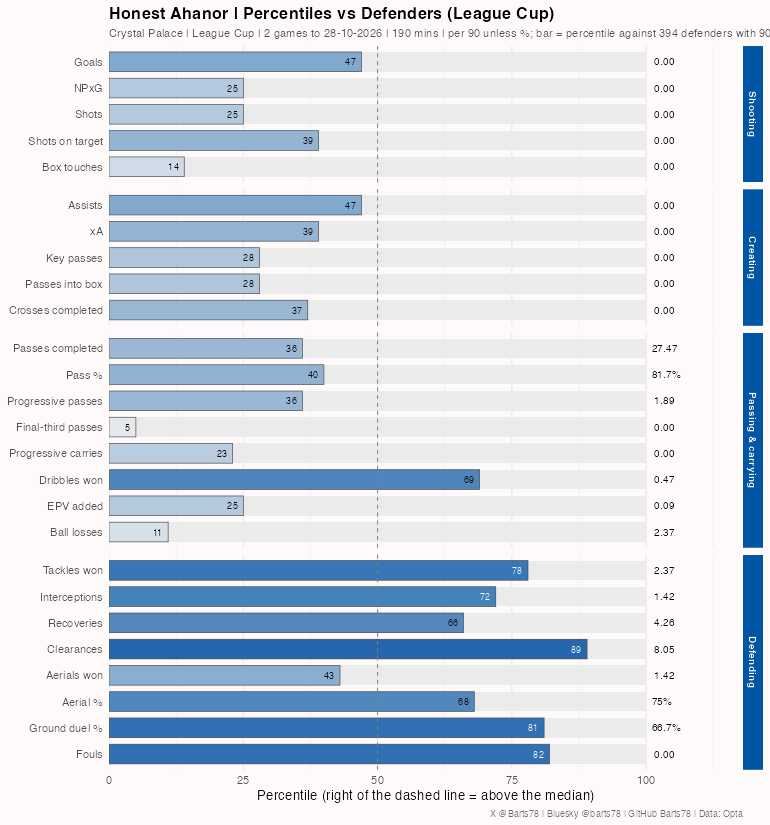 Honest Ahanor | Percentiles vs Defenders (League Cup)
Crystal Palace | League Cup | 2 games to 28-10-2026 | 190 mins | per 90 unless %; bar = percentile against 394 defenders with 90
Goals 47 0.00
NPxG 25 0.00
Shots 25 0.00
Shots on target 39 0.00
Box touches 14 0.00
Shooting
Assists 47 0.00
xA 39 0.00
Key passes 28 0.00
Passes into box 28 0.00
Crosses completed 37 0.00
Creating
Passes completed 36 27.47
Pass % 40 81.7%
Progressive passes 36 1.89
Final-third passes 5 0.00
Progressive carries 23 0.00
Dribbles won 69 0.47
EPV added 25 0.09
Ball losses 11 2.37
Passing & carrying
Tackles won 78 2.37
Interceptions 72 1.42
Recoveries 66 4.26
Clearances 89 8.05
Aerials won 43 1.42
Aerial % 68 75%
Ground duel % 81 66.7%
Fouls 82 0.00
Defending
0 25 50 75 100
Percentile (right of the dashed line = above the median)
X @Barts78 | Bluesky @barts78 | GitHub Barts78 | Data: Opta